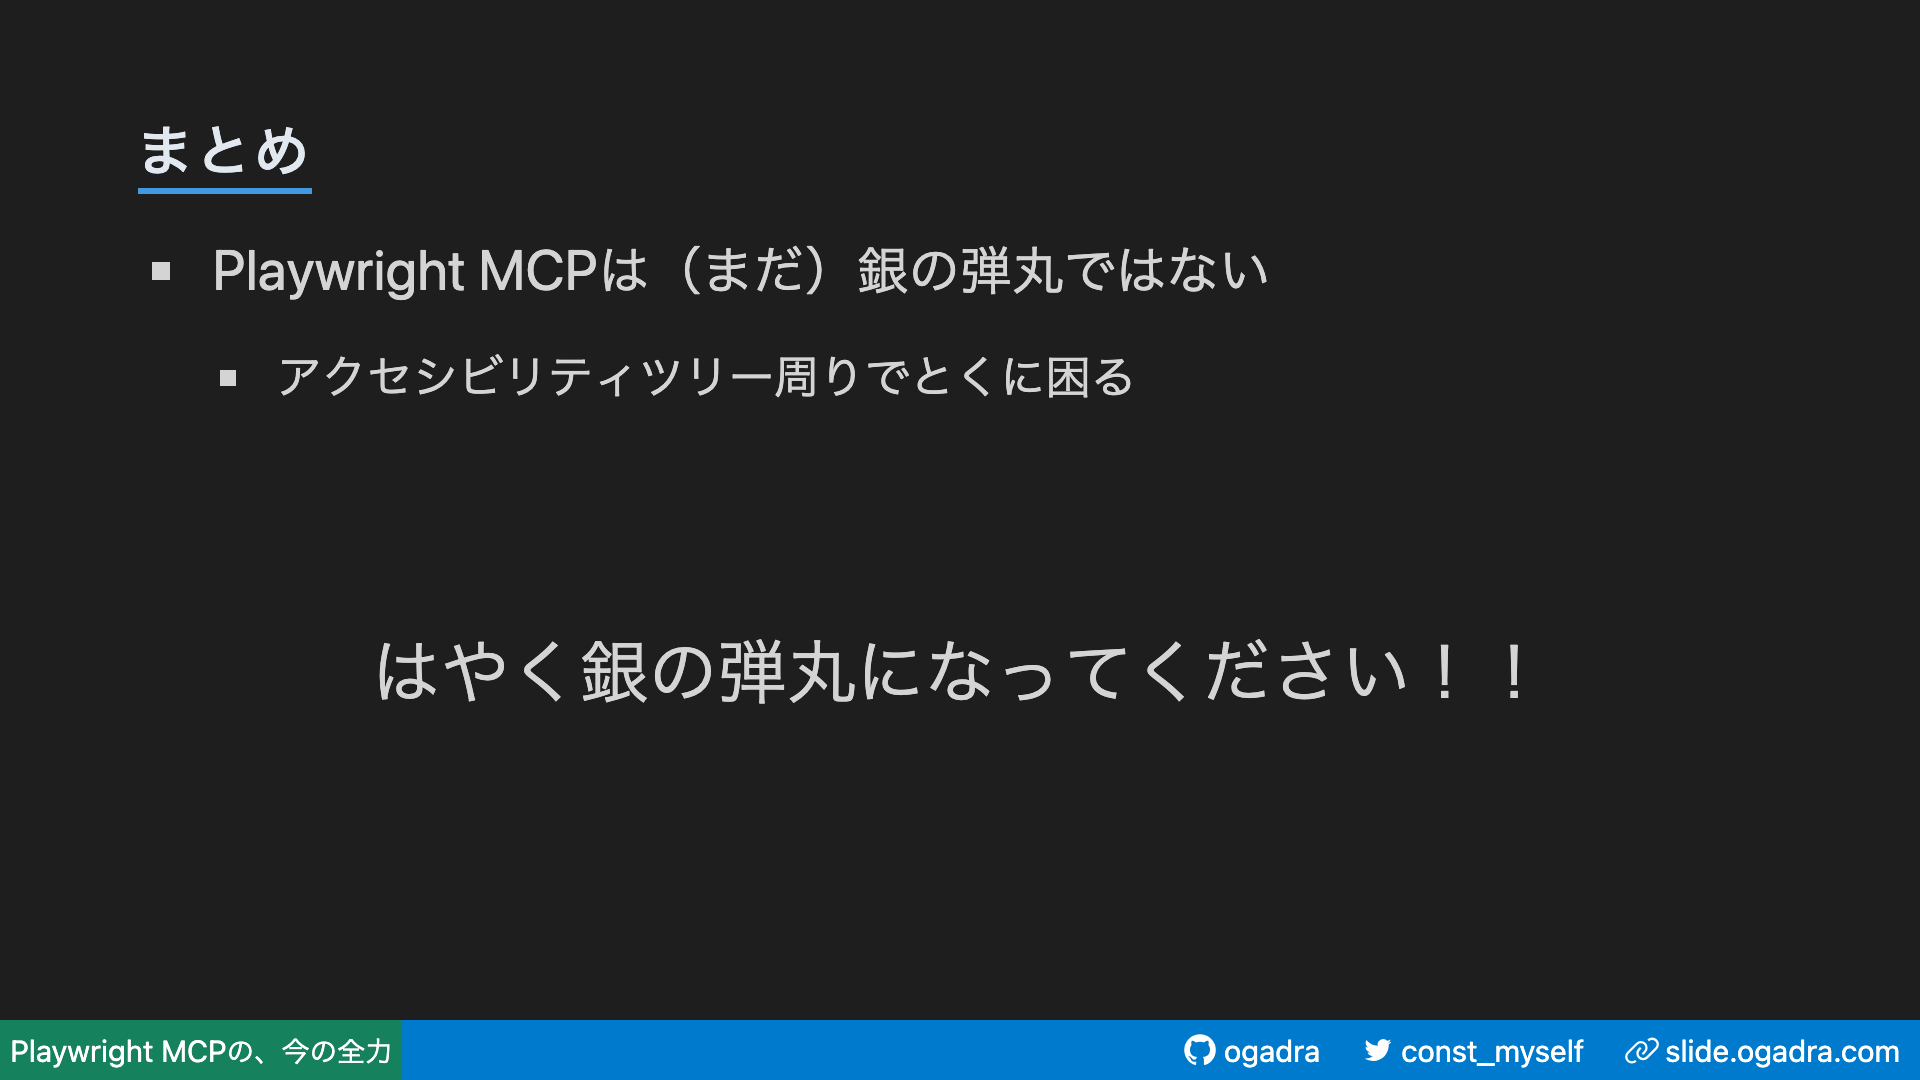 まとめ
Playwright MCPは（まだ）銀の弾丸ではない
アクセシビリティツリー周りでとくに困る
はやく銀の弾丸になってください！！
Playwright MCPの、今の全力
ogadra
const_myself
slide.ogadra.com